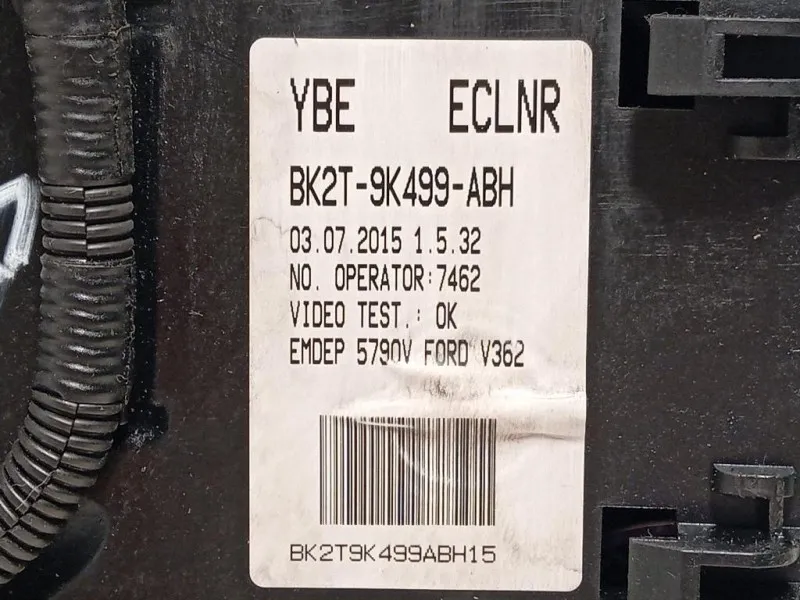 YBE ECLNR
BK2T-9K499-ABH
03.07.2015 1.5.32
NO. OPERATOR:7462
VIDEO TEST.: OK
EMDEP 5790V FORD V362
BK2T9K499ABH15